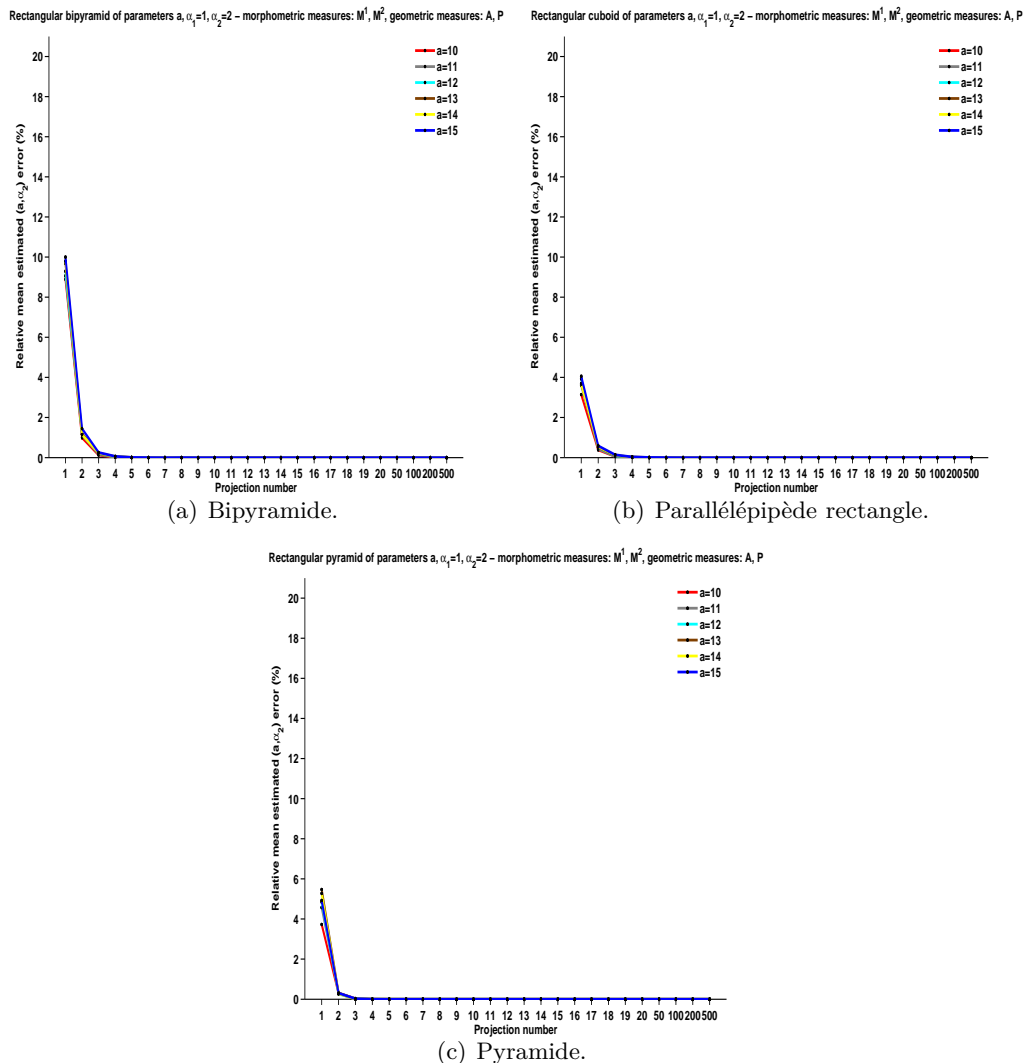 Rectangular bipyramid of parameters a, α₁=1, α₂=2 – morphometric measures: M¹, M², geometric measures: A, P
Relative mean estimated (a,α₂) error (%)
20
18
16
14
12
10
8
6
4
2
0
a=10
a=11
a=12
a=13
a=14
a=15
1 2 3 4 5 6 7 8 9 10 11 12 13 14 15 16 17 18 19 20 50 100 200 500
Projection number
(a) Bipyramide.
Rectangular cuboid of parameters a, α₁=1, α₂=2 – morphometric measures: M¹, M², geometric measures: A, P
Relative mean estimated (a,α₂) error (%)
20
18
16
14
12
10
8
6
4
2
0
a=10
a=11
a=12
a=13
a=14
a=15
1 2 3 4 5 6 7 8 9 10 11 12 13 14 15 16 17 18 19 20 50 100 200 500
Projection number
(b) Parallélépipède rectangle.
Rectangular pyramid of parameters a, α₁=1, α₂=2 – morphometric measures: M¹, M², geometric measures: A, P
Relative mean estimated (a,α₂) error (%)
20
18
16
14
12
10
8
6
4
2
0
a=10
a=11
a=12
a=13
a=14
a=15
1 2 3 4 5 6 7 8 9 10 11 12 13 14 15 16 17 18 19 20 50 100 200 500
Projection number
(c) Pyramide.